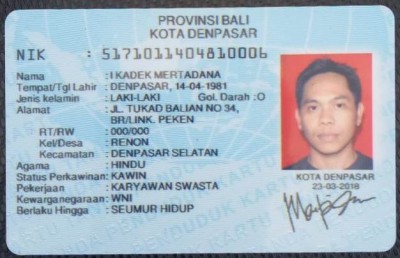 PROVINSI BALI
KOTA DENPASAR
NIK : 5171011404810006
Nama : I KADEK MERTADANA
Tempat/Tgl Lahir : DENPASAR, 14-04-1981
Jenis kelamin : LAKI-LAKI Gol. Darah :O
Alamat : JL. TUKAD BALIAN NO 34,
BR/LINK. PEKEN
RT/RW : 000/000
Kel/Desa : RENON
Kecamatan : DENPASAR SELATAN
Agama : HINDU
Status Perkawinan: KAWIN
Pekerjaan : KARYAWAN SWASTA
Kewarganegaraan: WNI
Berlaku Hingga : SEUMUR HIDUP
KOTA DENPASAR
23-03-2018